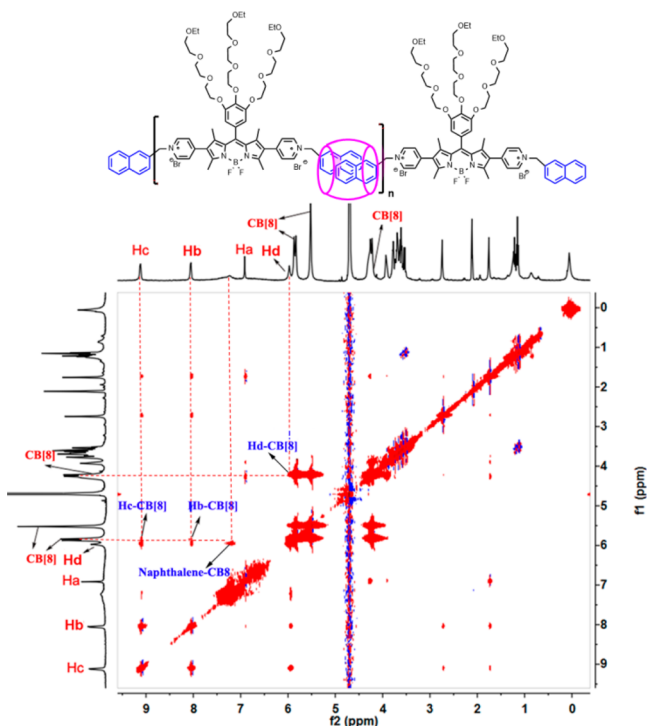 OEt
OEt
EtO
OEt
OEt
EtO
O
O
O
O
O
O
O
O
O
N
Br
N
B
N
F
F
N
Br
n
N
Br
N
B
N
F
F
N
Br
CB[8]
CB[8]
Hc
Hb
Ha
Hd
CB[8]
Hd-CB[8]
Hc-CB[8]
Hb-CB[8]
Naphthalene-CB8
CB[8]
Hd
Ha
Hb
Hc
0
1
2
3
4
5
6
7
8
9
f1 (ppm)
9
8
7
6
5
4
3
2
1
0
f2 (ppm)